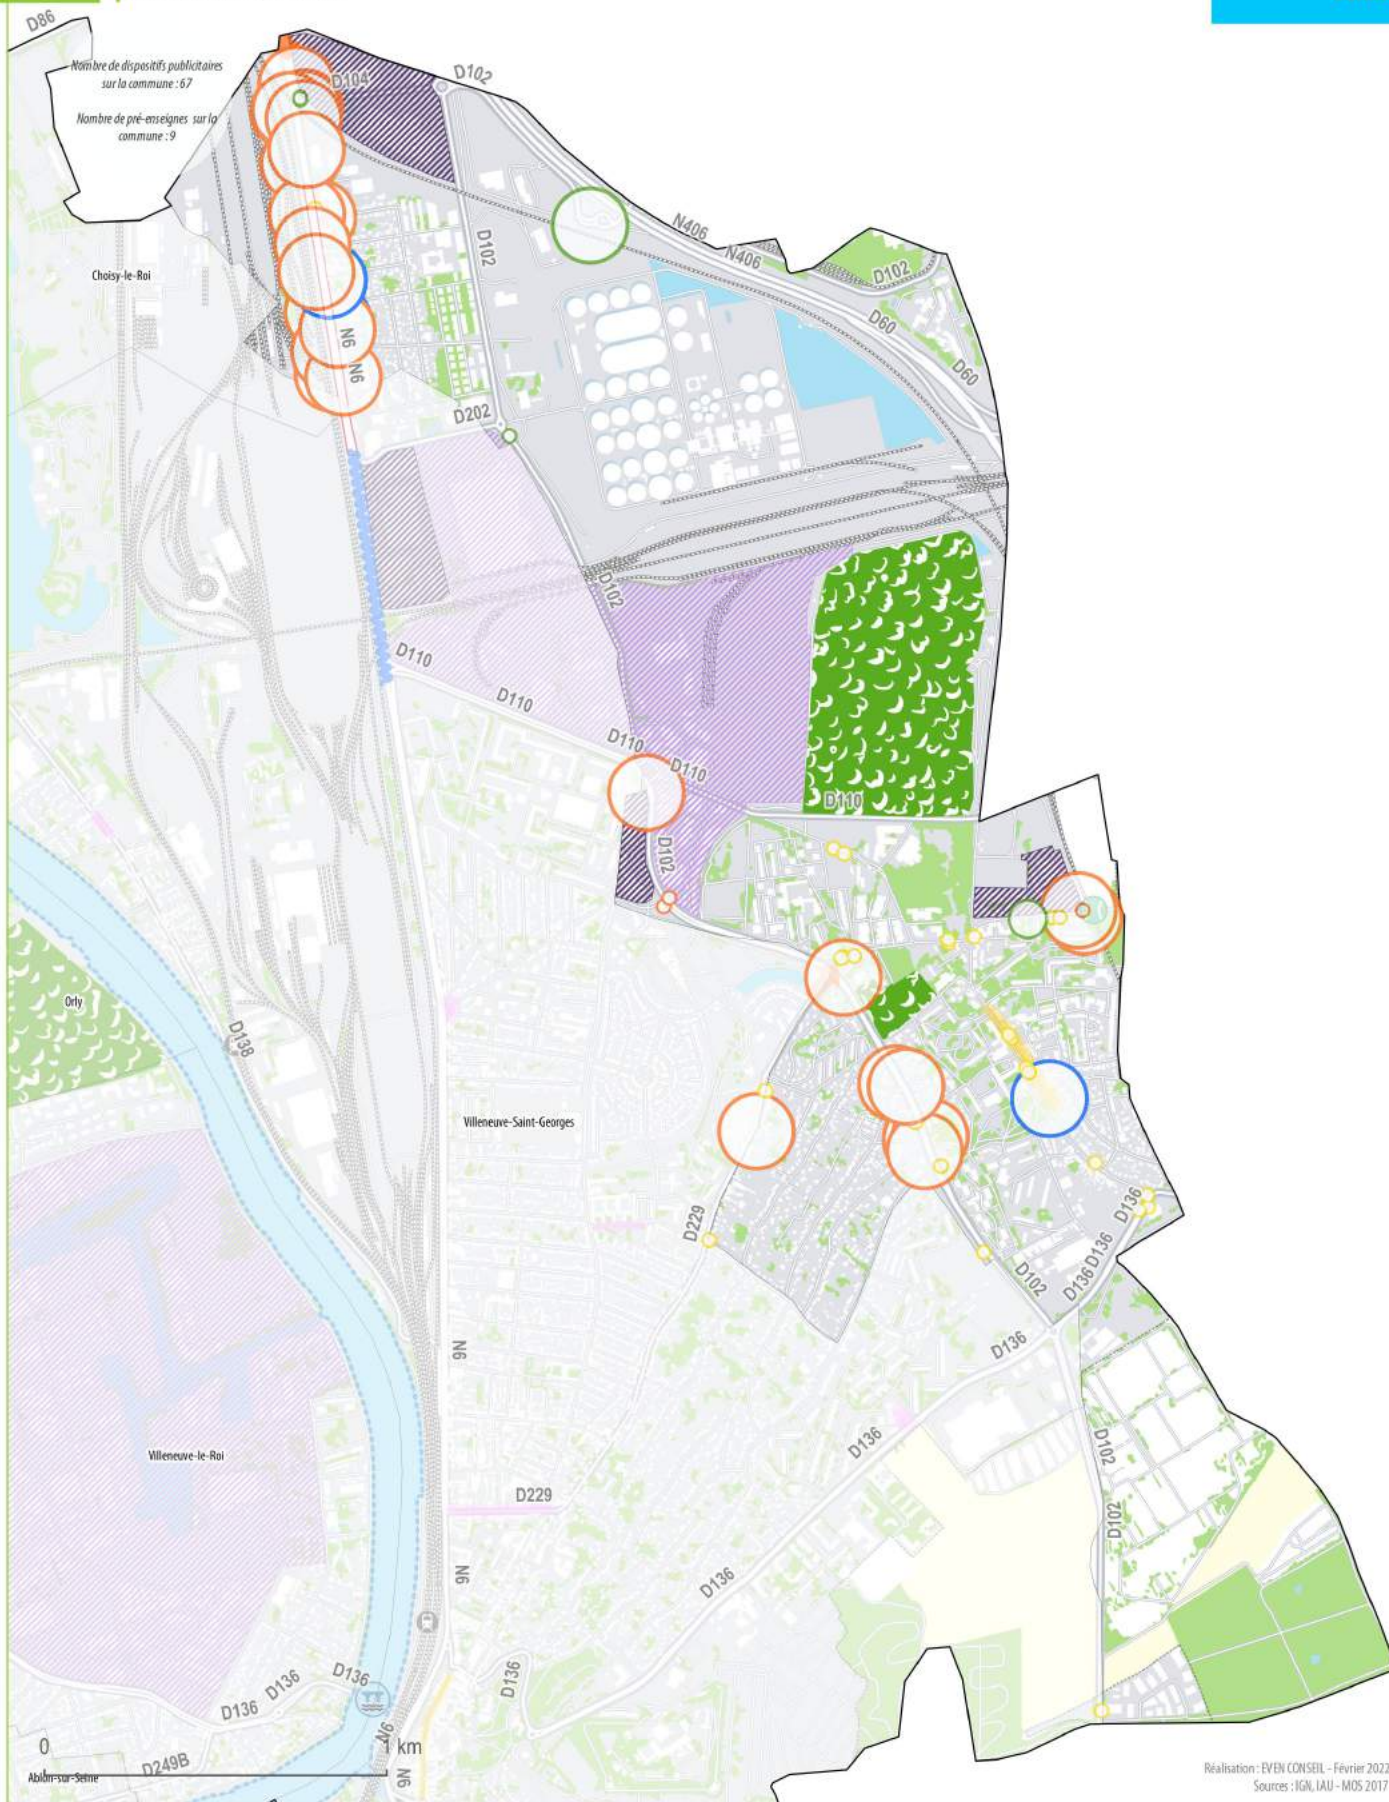 D86
Nombre de dispositifs publicitaires
sur la commune : 67
Nombre de pré-enseignes sur la
commune : 9
D104
D102
N406
N406
D102
D102
Choisy-le-Roi
D60
D60
N6
N6
D202
D102
D110
D110
D110
D110
D110
D102
Orly
D138
Villeneuve-Saint-Georges
D229
D136
D136
D136
D102
D136
N6
D136
D102
Villeneuve-le-Roi
D229
D102
N6
D136
D136
D136
D136
D136
N6
0
1 km
D249B
N6
Ablon-sur-Seine
Réalisation : EVEN CONSEIL - Février 2022
Sources : IGN, IAU - MOS 2017